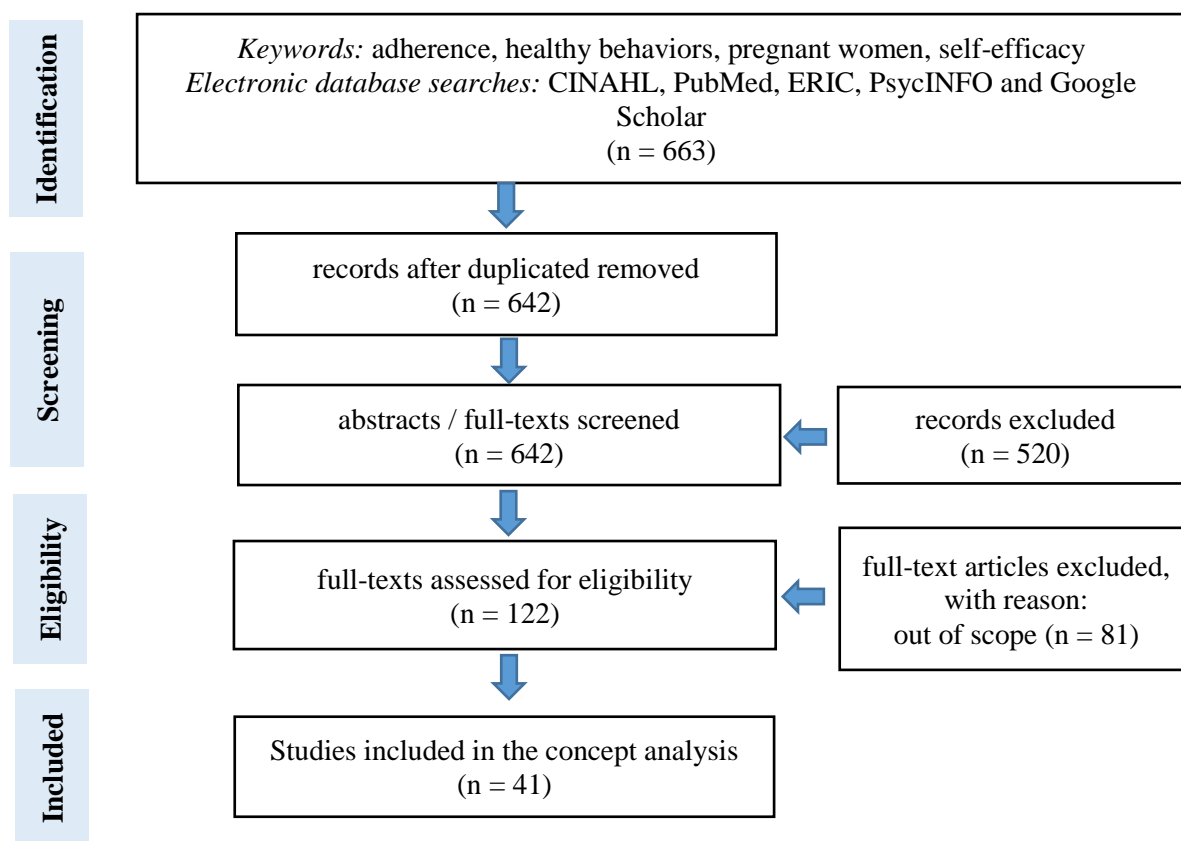 Identification
Keywords: adherence, healthy behaviors, pregnant women, self-efficacy
Electronic database searches: CINAHL, PubMed, ERIC, PsycINFO and Google
Scholar
(n = 663)
Screening
records after duplicated removed
(n = 642)
abstracts / full-texts screened
(n = 642)
records excluded
(n = 520)
Eligibility
full-texts assessed for eligibility
(n = 122)
full-text articles excluded,
with reason:
out of scope (n = 81)
Included
Studies included in the concept analysis
(n = 41)